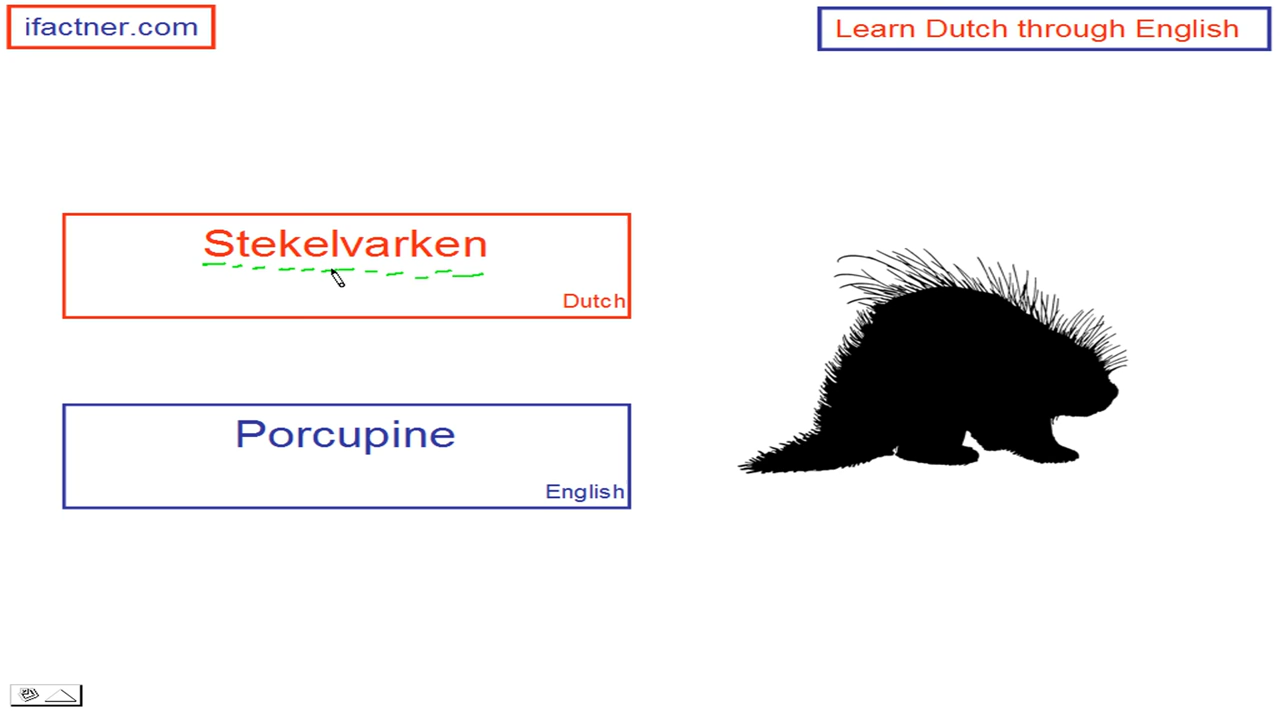 ifactner.com
Learn Dutch through English
Stekelvarken
Dutch
Porcupine
English